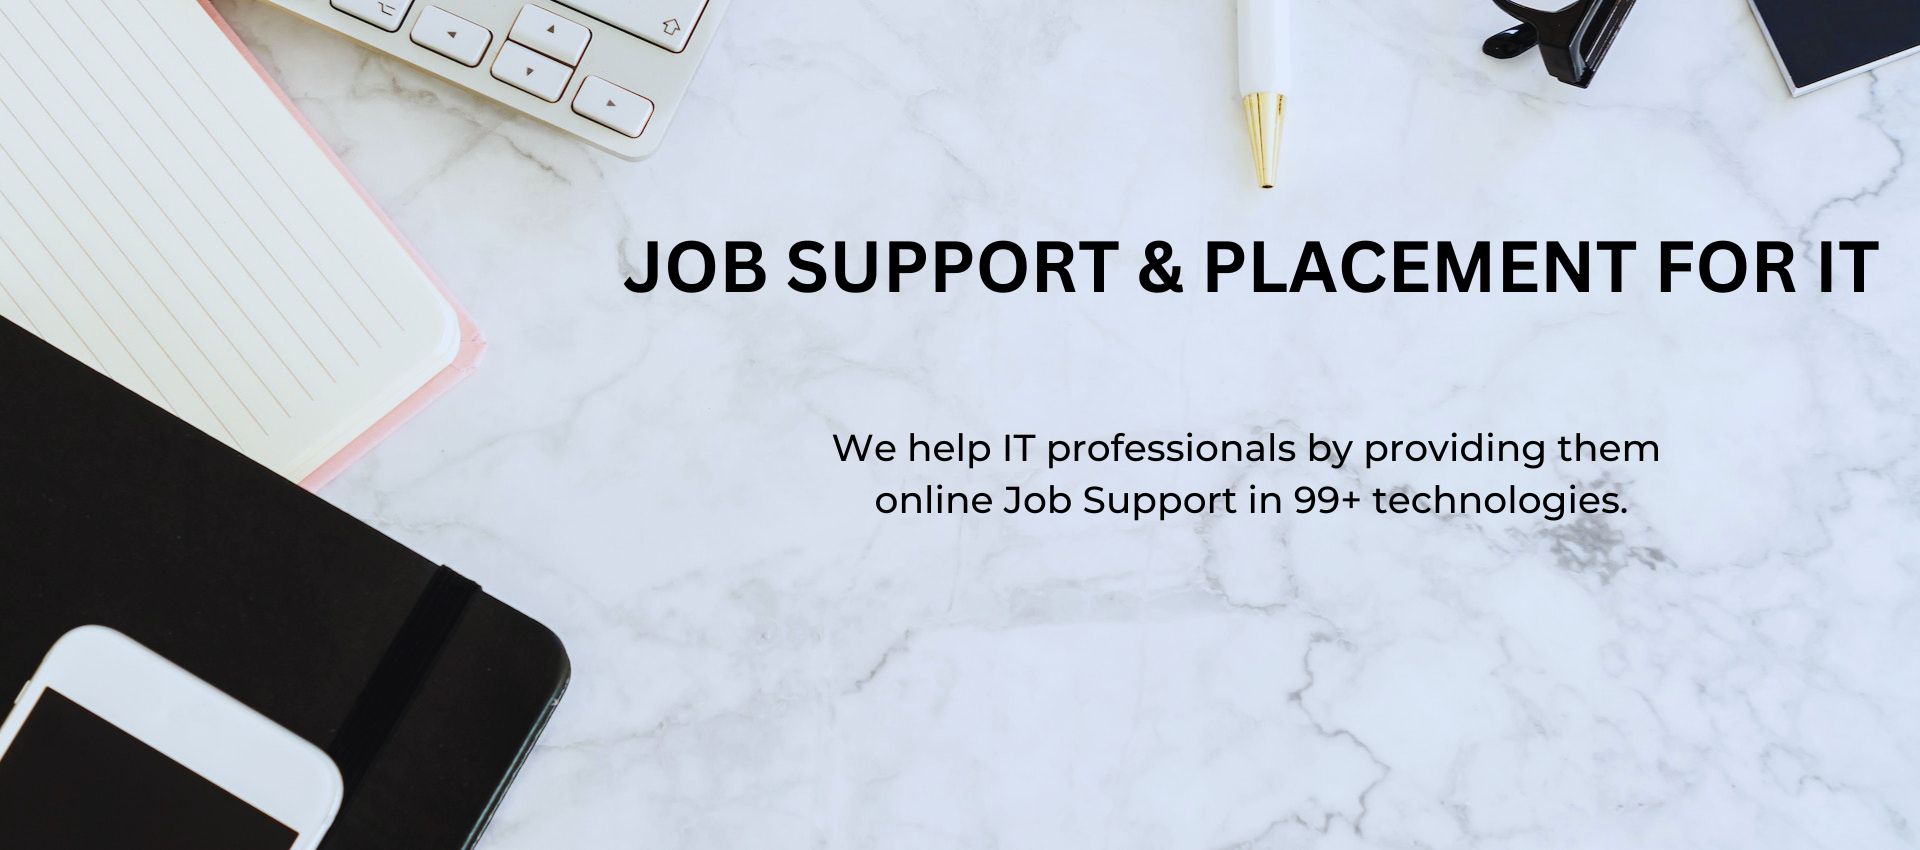 JOB SUPPORT & PLACEMENT FOR IT
We help IT professionals by providing them
online Job Support in 99+ technologies.